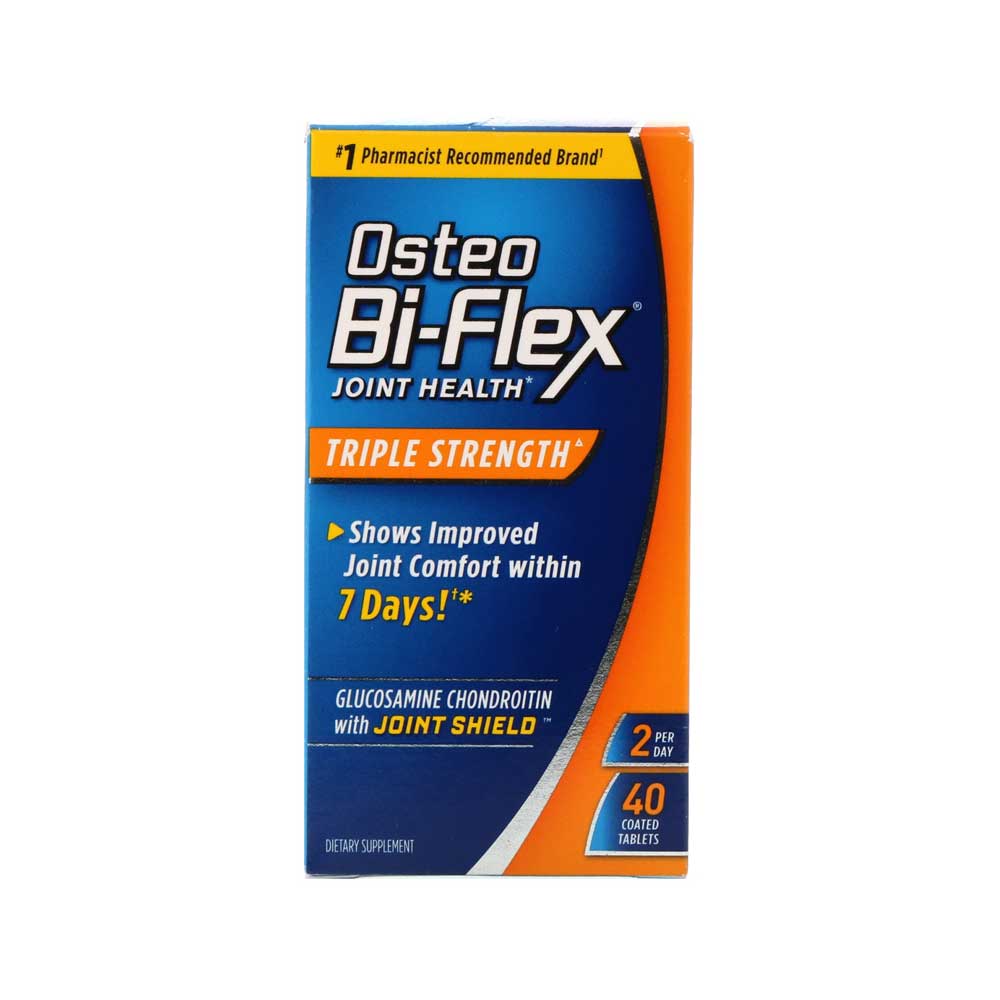 #1 Pharmacist Recommended Brand¹
Osteo
Bi-Flex®
JOINT HEALTH*
TRIPLE STRENGTH△
Shows Improved
Joint Comfort within
7 Days!†*
GLUCOSAMINE CHONDROITIN
with JOINT SHIELD™
2 PER
DAY
40
COATED
TABLETS
DIETARY SUPPLEMENT